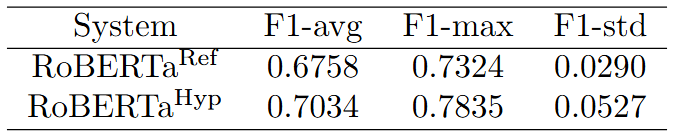 System F1-avg F1-max F1-std
RoBERTa^Ref 0.6758 0.7324 0.0290
RoBERTa^Hyp 0.7034 0.7835 0.0527